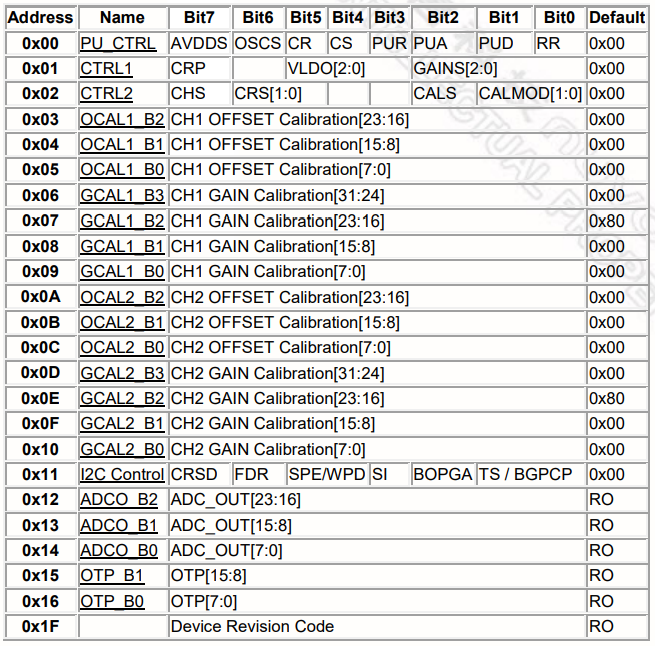 Address Name Bit7 Bit6 Bit5 Bit4 Bit3 Bit2 Bit1 Bit0 Default
0x00 PU_CTRL AVDDS OSCS CR CS PUR PUA PUD RR 0x00
0x01 CTRL1 CRP VLDO[2:0] GAINS[2:0] 0x00
0x02 CTRL2 CHS CRS[1:0] CALS CALMOD[1:0] 0x00
0x03 OCAL1_B2 CH1 OFFSET Calibration[23:16] 0x00
0x04 OCAL1_B1 CH1 OFFSET Calibration[15:8] 0x00
0x05 OCAL1_B0 CH1 OFFSET Calibration[7:0] 0x00
0x06 GCAL1_B3 CH1 GAIN Calibration[31:24] 0x00
0x07 GCAL1_B2 CH1 GAIN Calibration[23:16] 0x80
0x08 GCAL1_B1 CH1 GAIN Calibration[15:8] 0x00
0x09 GCAL1_B0 CH1 GAIN Calibration[7:0] 0x00
0x0A OCAL2_B2 CH2 OFFSET Calibration[23:16] 0x00
0x0B OCAL2_B1 CH2 OFFSET Calibration[15:8] 0x00
0x0C OCAL2_B0 CH2 OFFSET Calibration[7:0] 0x00
0x0D GCAL2_B3 CH2 GAIN Calibration[31:24] 0x00
0x0E GCAL2_B2 CH2 GAIN Calibration[23:16] 0x80
0x0F GCAL2_B1 CH2 GAIN Calibration[15:8] 0x00
0x10 GCAL2_B0 CH2 GAIN Calibration[7:0] 0x00
0x11 I2C Control CRSD FDR SPE/WPD SI BOPGA TS / BGPCP 0x00
0x12 ADCO_B2 ADC_OUT[23:16] RO
0x13 ADCO_B1 ADC_OUT[15:8] RO
0x14 ADCO_B0 ADC_OUT[7:0] RO
0x15 OTP_B1 OTP[15:8] RO
0x16 OTP_B0 OTP[7:0] RO
0x1F Device Revision Code RO